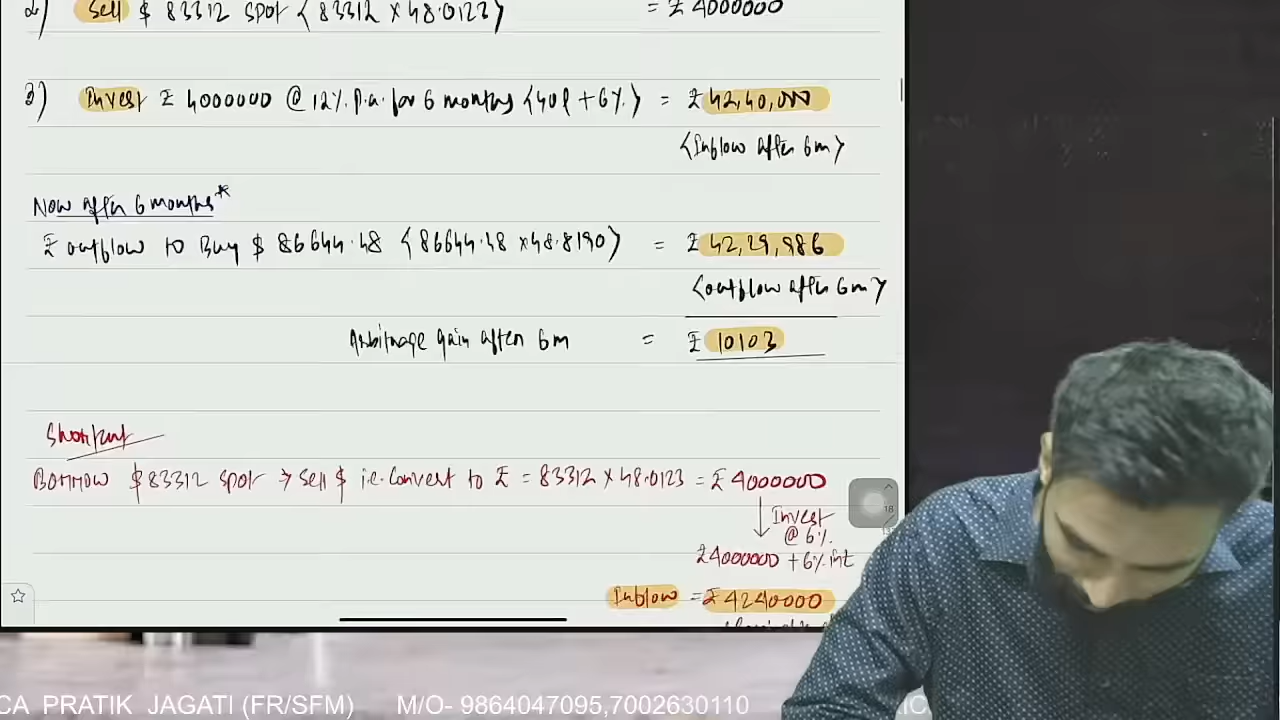 2) Sell $ 83312 spot <83312 x 48.0123> = ₹ 4000000
3) Invest ₹ 4000000 @ 12% p.a. for 6 months <40l + 6%> = ₹ 42,40,000
<Inflow after 6m>
Now after 6 months*
₹ outflow to Buy $ 86644.48 <86644.48 x 48.8190> = ₹ 42,29,986
<outflow after 6m>
Arbitrage gain after 6m = ₹ 10103
Shortcut
Borrow $ 83312 spot → Sell $ i.e. Convert to ₹ = 83312 x 48.0123 = ₹ 4000000
Invest
@ 6%
₹4000000 + 6% int
Inflow = ₹ 4240000
18
CA PRATIK JAGATI (FR/SFM) M/O- 9864047095,7002630110